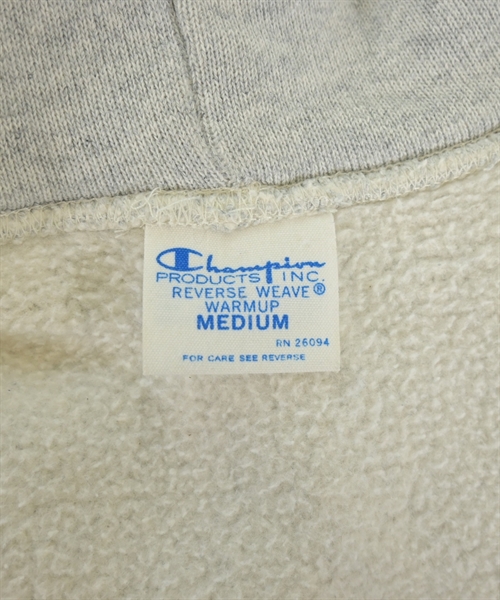 Champion
PRODUCTS INC.
REVERSE WEAVE®
WARMUP
MEDIUM
RN 26094
FOR CARE SEE REVERSE